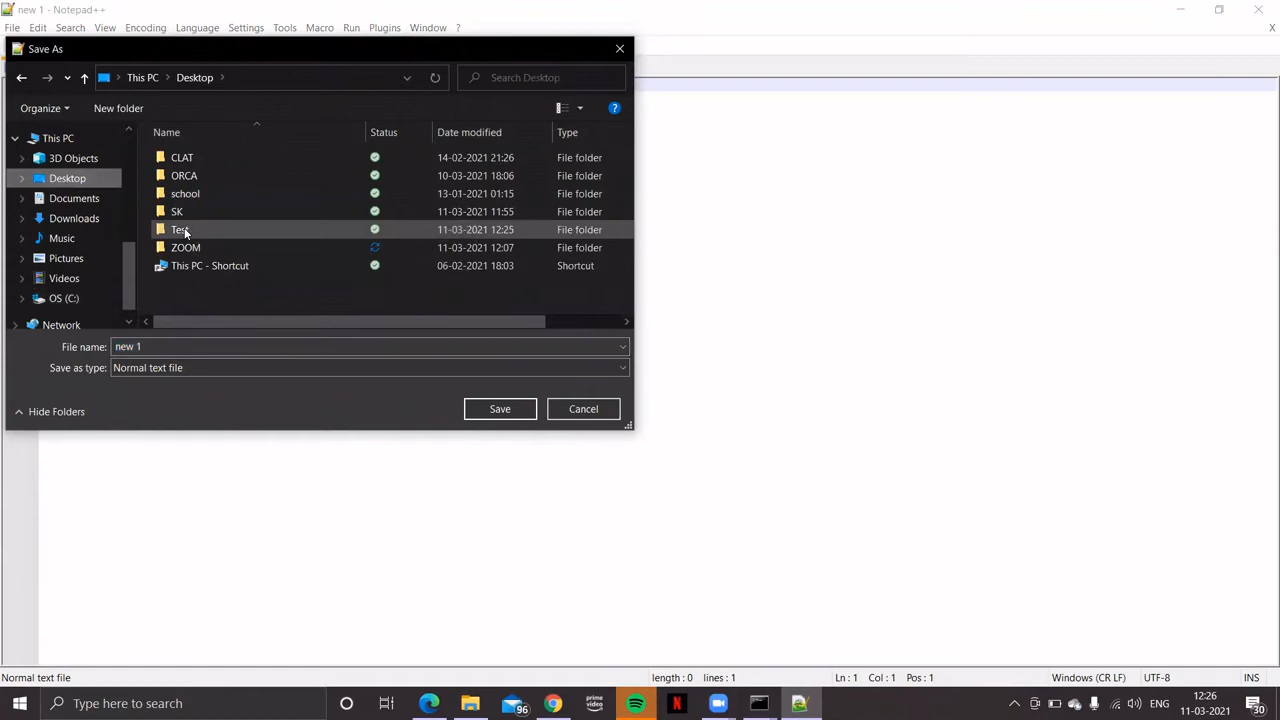 new 1 - Notepad++
File Edit Search View Encoding Language Settings Tools Macro Run Plugins Window ? X
Save As
This PC Desktop Search Desktop
Organize New folder
Name Status Date modified Type
This PC
3D Objects
Desktop
Documents
Downloads
Music
Pictures
Videos
OS (C:)
Network
CLAT 14-02-2021 21:26 File folder
ORCA 10-03-2021 18:06 File folder
school 13-01-2021 01:15 File folder
SK 11-03-2021 11:55 File folder
Test 11-03-2021 12:25 File folder
ZOOM 11-03-2021 12:07 File folder
This PC - Shortcut 06-02-2021 18:03 Shortcut
File name: new 1
Save as type: Normal text file
Hide Folders Save Cancel
Normal text file length : 0 lines : 1 Ln : 1 Col : 1 Pos : 1 Windows (CR LF) UTF-8 INS
Type here to search 96 prime video N ENG 12:26
11-03-2021 30